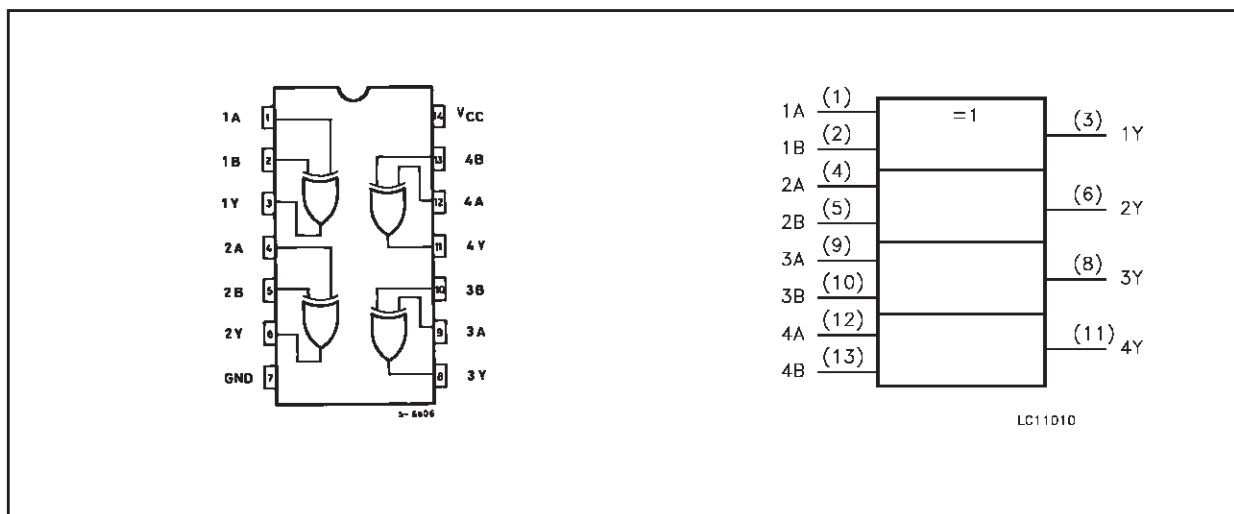 1A 1 14 VCC
1B 2 13 4B
1Y 3 12 4A
2A 4 11 4Y
2B 5 10 3B
2Y 6 9 3A
GND 7 8 3Y
1A (1)
1B (2)
2A (4)
2B (5)
3A (9)
3B (10)
4A (12)
4B (13)
=1
(3) 1Y
(6) 2Y
(8) 3Y
(11) 4Y
LC11010